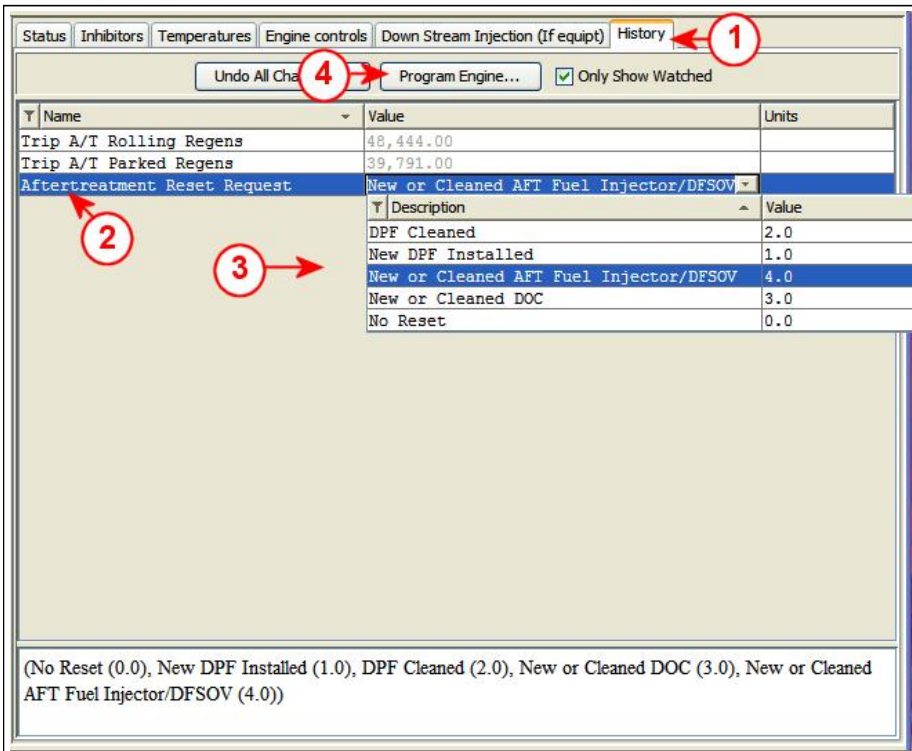 Status Inhibitors Temperatures Engine controls Down Stream Injection (If equipt) History 1
Undo All Cha 4 Program Engine... Only Show Watched
Name Value Units
Trip A/T Rolling Regens 48,444.00
Trip A/T Parked Regens 39,791.00
Aftertreatment Reset Request New or Cleaned AFT Fuel Injector/DFSOV
Description Value
2
DPF Cleaned 2.0
New DPF Installed 1.0
3
New or Cleaned AFT Fuel Injector/DFSOV 4.0
New or Cleaned DOC 3.0
No Reset 0.0
(No Reset (0.0), New DPF Installed (1.0), DPF Cleaned (2.0), New or Cleaned DOC (3.0), New or Cleaned
AFT Fuel Injector/DFSOV (4.0))